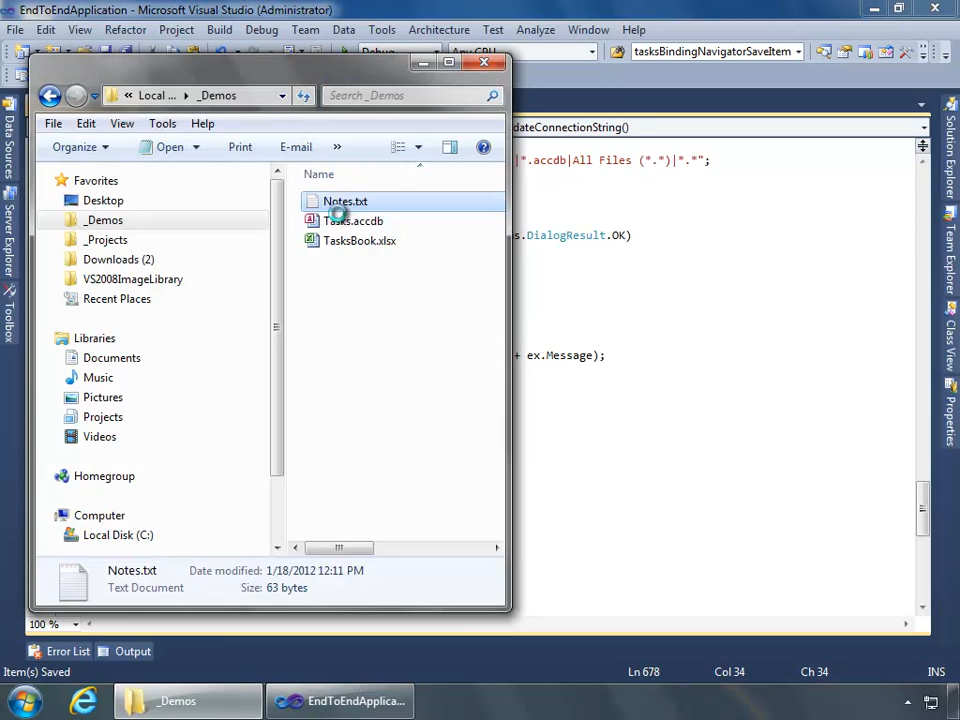 EndToEndApplication - Microsoft Visual Studio (Administrator)
File Edit View Refactor Project Build Debug Team Data Tools Architecture Test Analyze Window Help
Debug Any CPU tasksBindingNavigatorSaveItem
Local ... _Demos Search _Demos
dateConnectionString()
File Edit View Tools Help
Organize Open Print E-mail »
|*.accdb|All Files (*.*)|*.*";
Name
Favorites
Desktop
_Demos
_Projects
Downloads (2)
VS2008ImageLibrary
Recent Places
Libraries
Documents
Music
Pictures
Projects
Videos
Homegroup
Computer
Local Disk (C:)
Notes.txt
Tasks.accdb
TasksBook.xlsx
s.DialogResult.OK)
+ ex.Message);
Notes.txt Date modified: 1/18/2012 12:11 PM
Text Document Size: 63 bytes
Data Sources
Server Explorer
Toolbox
Solution Explorer
Team Explorer
Class View
Properties
100 %
Error List Output
Item(s) Saved Ln 678 Col 34 Ch 34 INS
_Demos EndToEndApplica...